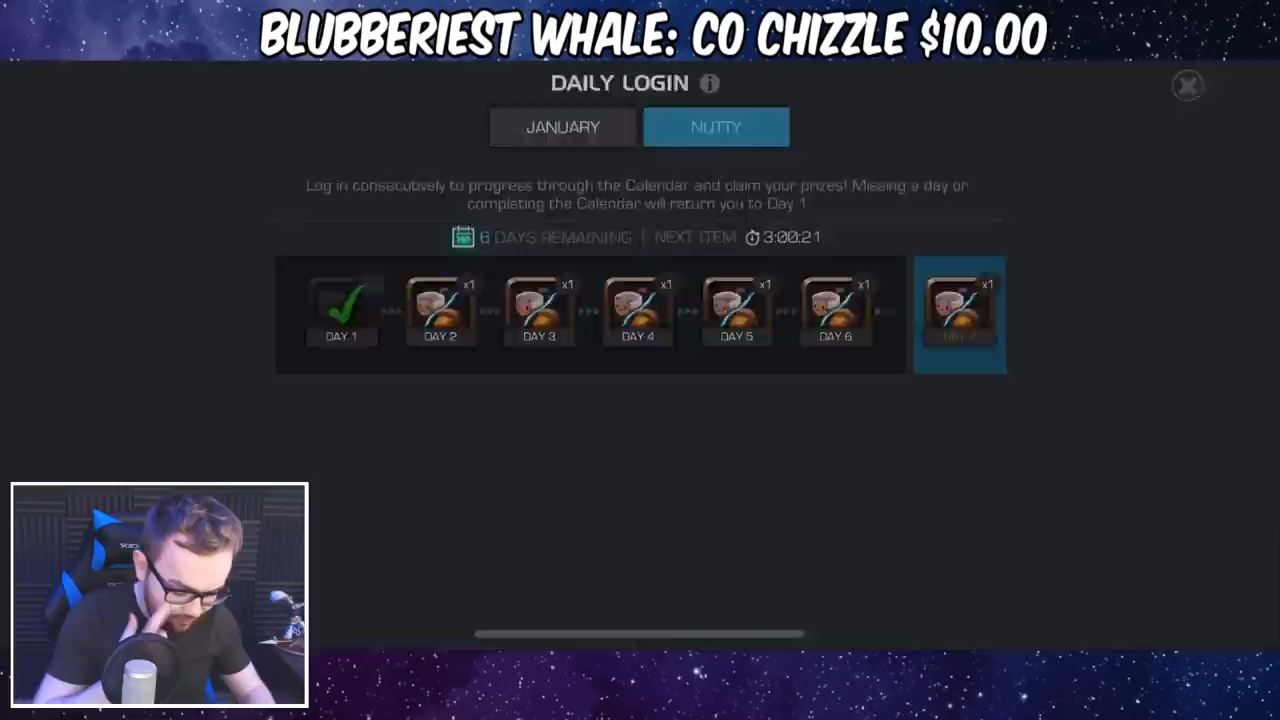 BLUBBERIEST WHALE: CO CHIZZLE $10.00
DAILY LOGIN i
JANUARY NUTTY
Log in consecutively to progress through the Calendar and claim your prizes! Missing a day or
completing the Calendar will return you to Day 1
6 DAYS REMAINING | NEXT ITEM 3:00:21
x1 x1 x1 x1 x1 x1
DAY 1 DAY 2 DAY 3 DAY 4 DAY 5 DAY 6